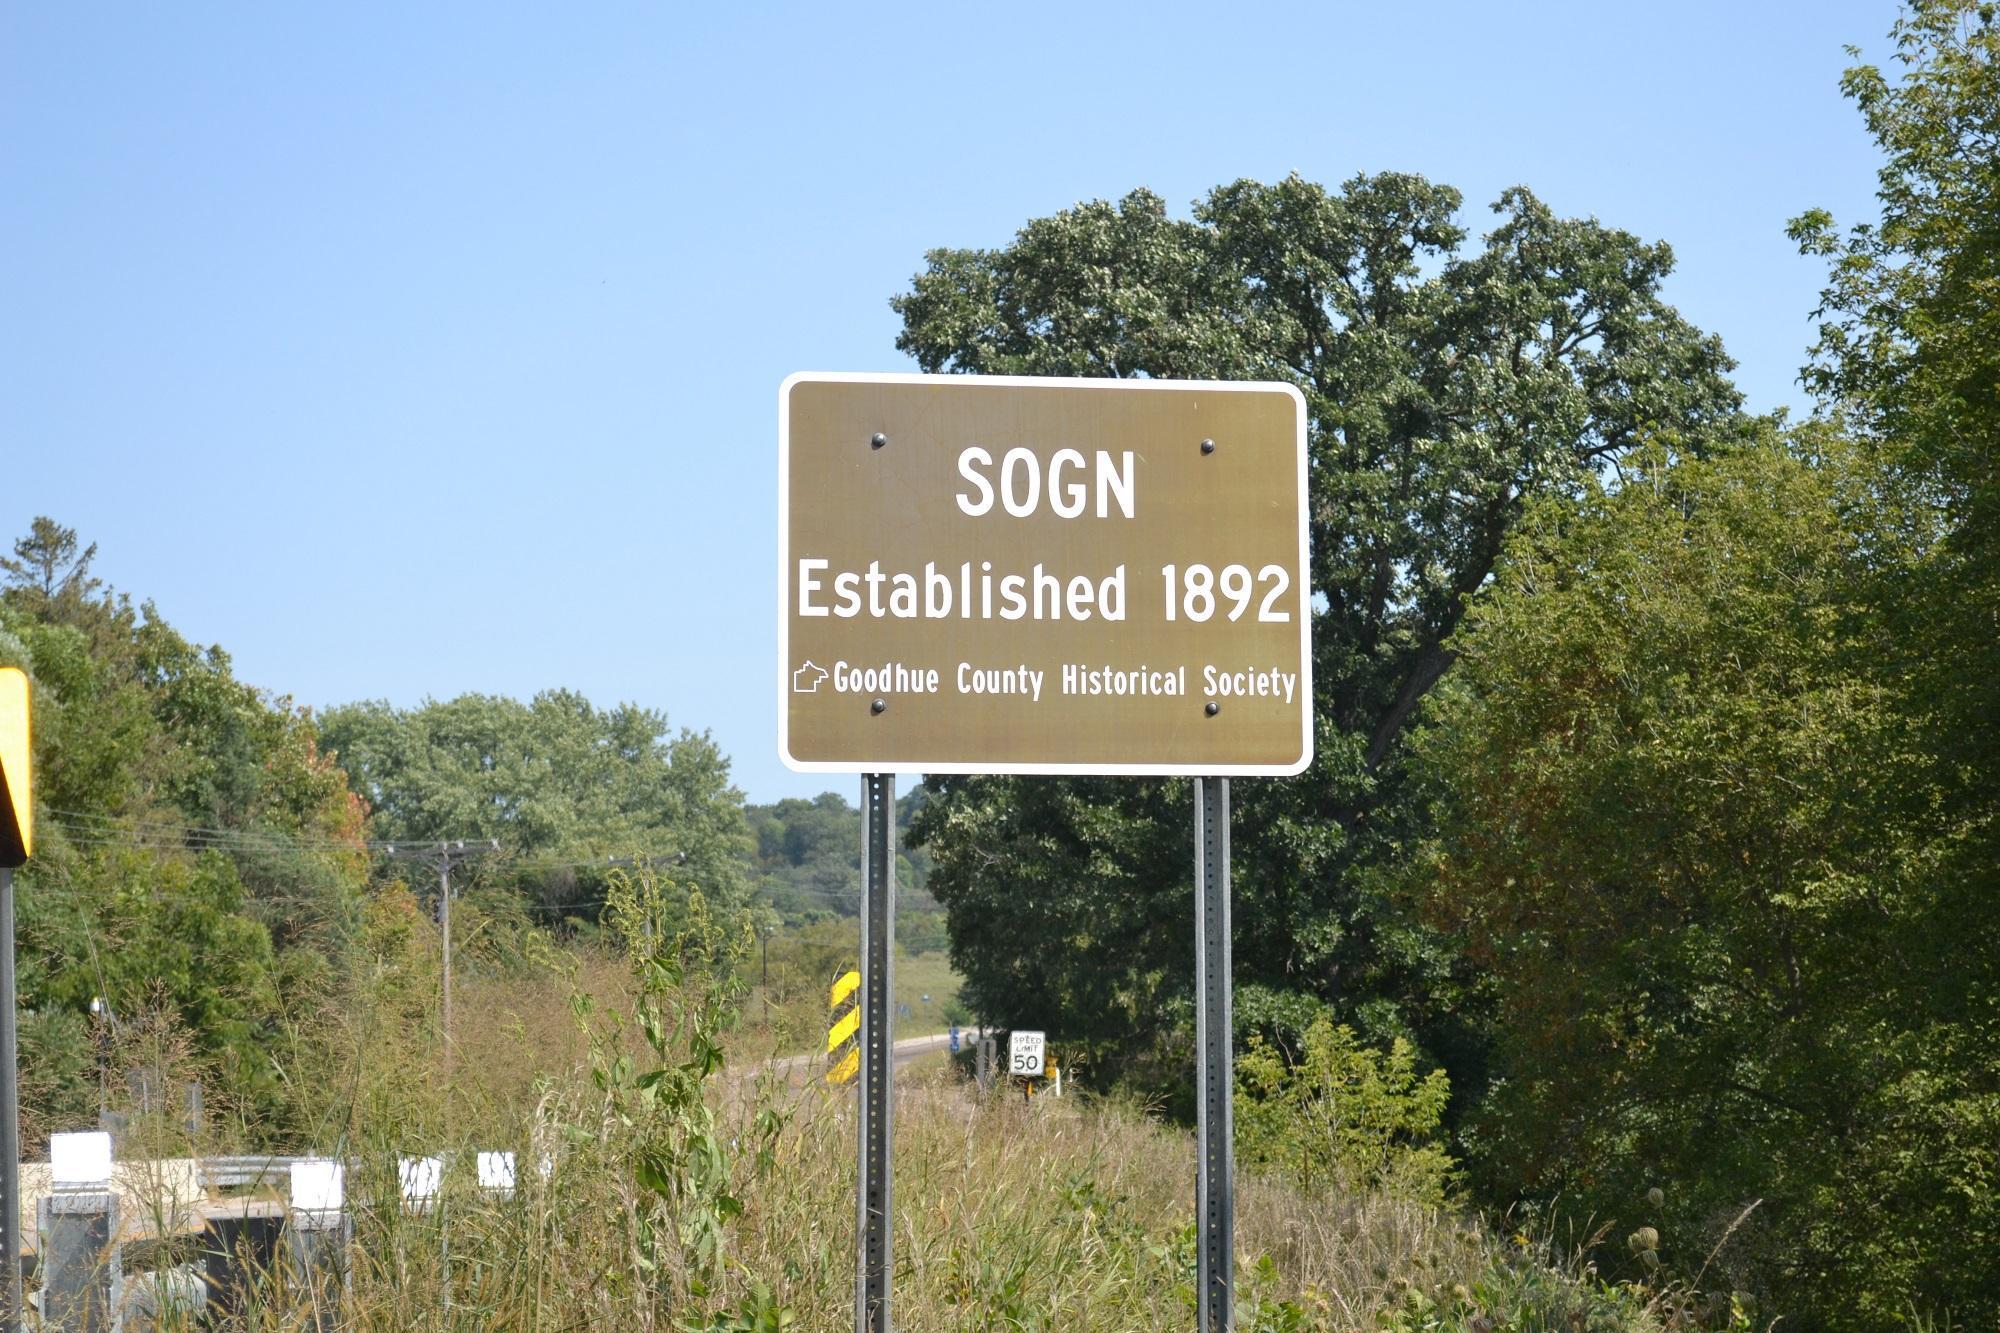 SOGN
Established 1892
Goodhue County Historical Society
SPEED
LIMIT
50